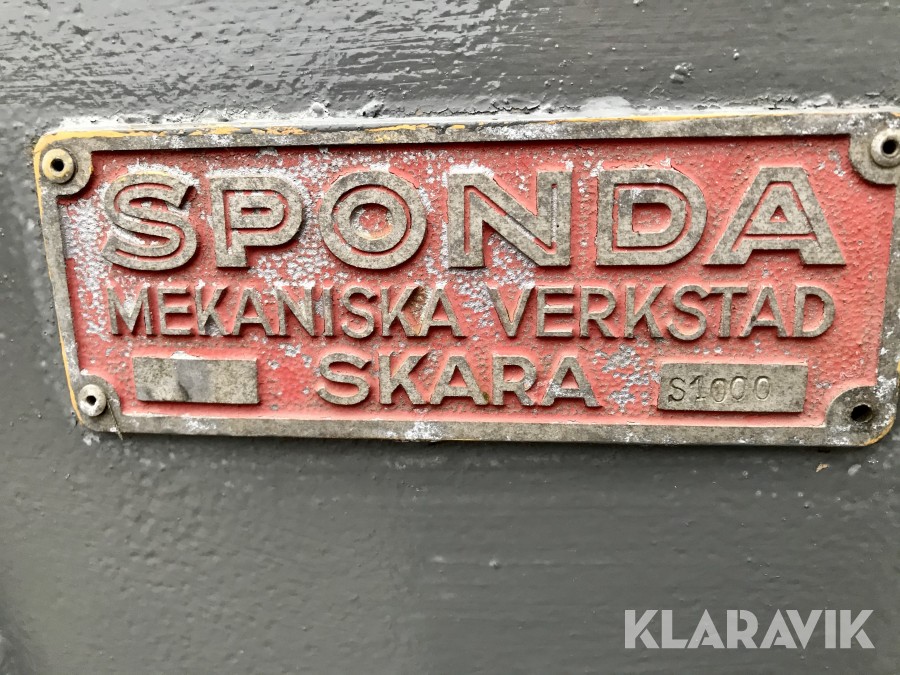 SPONDA
MEKANISKA VERKSTAD
SKARA
S1000
KLARAVIK